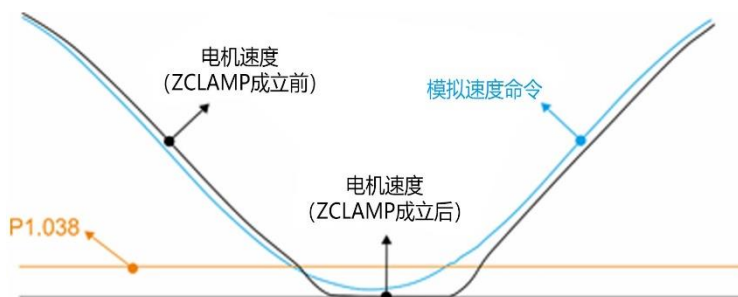 电机速度
（ZCLAMP成立前）
模拟速度命令
电机速度
（ZCLAMP成立后）
P1.038